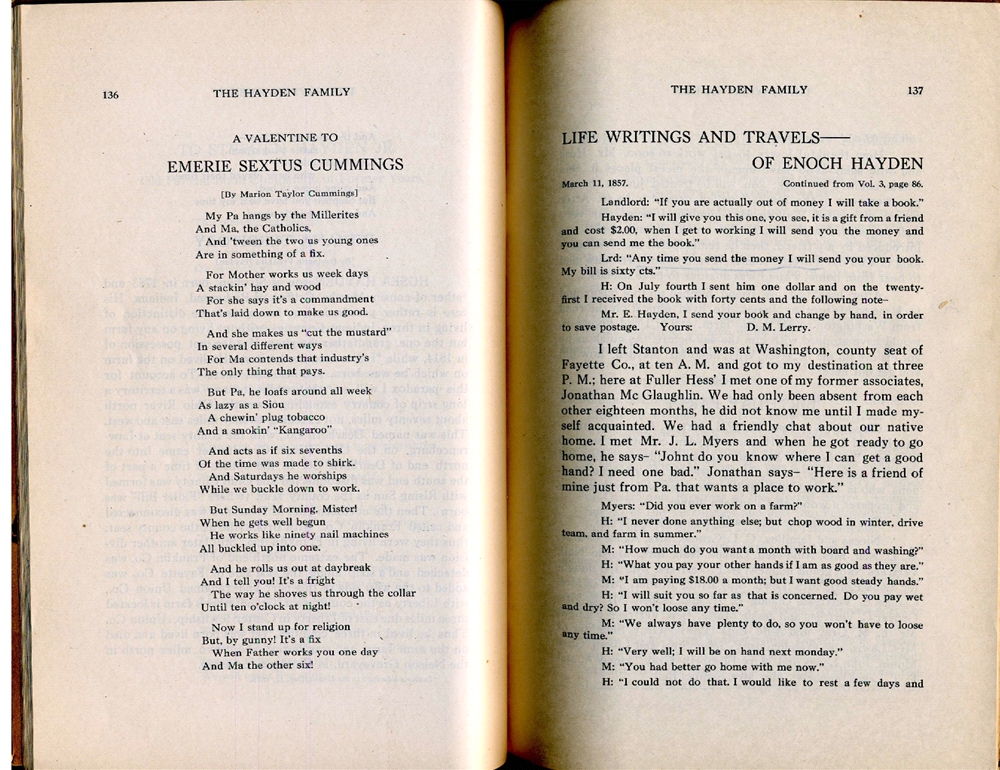 136
THE HAYDEN FAMILY
A VALENTINE TO
EMERIE SEXTUS CUMMINGS
[By Marion Taylor Cummings]
My Pa hangs by the Millerites
And Ma, the Catholics,
And 'tween the two us young ones
Are in something of a fix.
For Mother works us week days
A stackin' hay and wood
For she says it's a commandment
That's laid down to make us good.
And she makes us "cut the mustard"
In several different ways
For Ma contends that industry's
The only thing that pays.
But Pa, he loafs around all week
As lazy as a Siou
A chewin' plug tobacco
And a smokin' "Kangaroo"
And acts as if six sevenths
Of the time was made to shirk.
And Saturdays he worships
While we buckle down to work.
But Sunday Morning, Mister!
When he gets well begun
He works like ninety nail machines
All buckled up into one.
And he rolls us out at daybreak
And I tell you! It's a fright
The way he shoves us through the collar
Until ten o'clock at night!
Now I stand up for religion
But, by gunny! It's a fix
When Father works you one day
And Ma the other six!
THE HAYDEN FAMILY
137
LIFE WRITINGS AND TRAVELS—
OF ENOCH HAYDEN
March 11, 1857.
Continued from Vol. 3, page 86.
Landlord: "If you are actually out of money I will take a book."
Hayden: "I will give you this one, you see, it is a gift from a friend
and cost $2.00, when I get to working I will send you the money and
you can send me the book."
Lrd: "Any time you send the money I will send you your book.
My bill is sixty cts."
H: On July fourth I sent him one dollar and on the twenty-
first I received the book with forty cents and the following note–
Mr. E. Hayden, I send your book and change by hand, in order
to save postage. Yours: D. M. Lerry.
I left Stanton and was at Washington, county seat of
Fayette Co., at ten A. M. and got to my destination at three
P. M.; here at Fuller Hess' I met one of my former associates,
Jonathan Mc Glaughlin. We had only been absent from each
other eighteen months, he did not know me until I made my-
self acquainted. We had a friendly chat about our native
home. I met Mr. J. L. Myers and when he got ready to go
home, he says– "Johnt do you know where I can get a good
hand? I need one bad." Jonathan says– "Here is a friend of
mine just from Pa. that wants a place to work."
Myers: "Did you ever work on a farm?"
H: "I never done anything else; but chop wood in winter, drive
team, and farm in summer."
M: "How much do you want a month with board and washing?"
H: "What you pay your other hands if I am as good as they are."
M: "I am paying $18.00 a month; but I want good steady hands."
H: "I will suit you so far as that is concerned. Do you pay wet
and dry? So I won't loose any time."
M: "We always have plenty to do, so you won't have to loose
any time."
H: "Very well; I will be on hand next monday."
M: "You had better go home with me now."
H: "I could not do that. I would like to rest a few days and